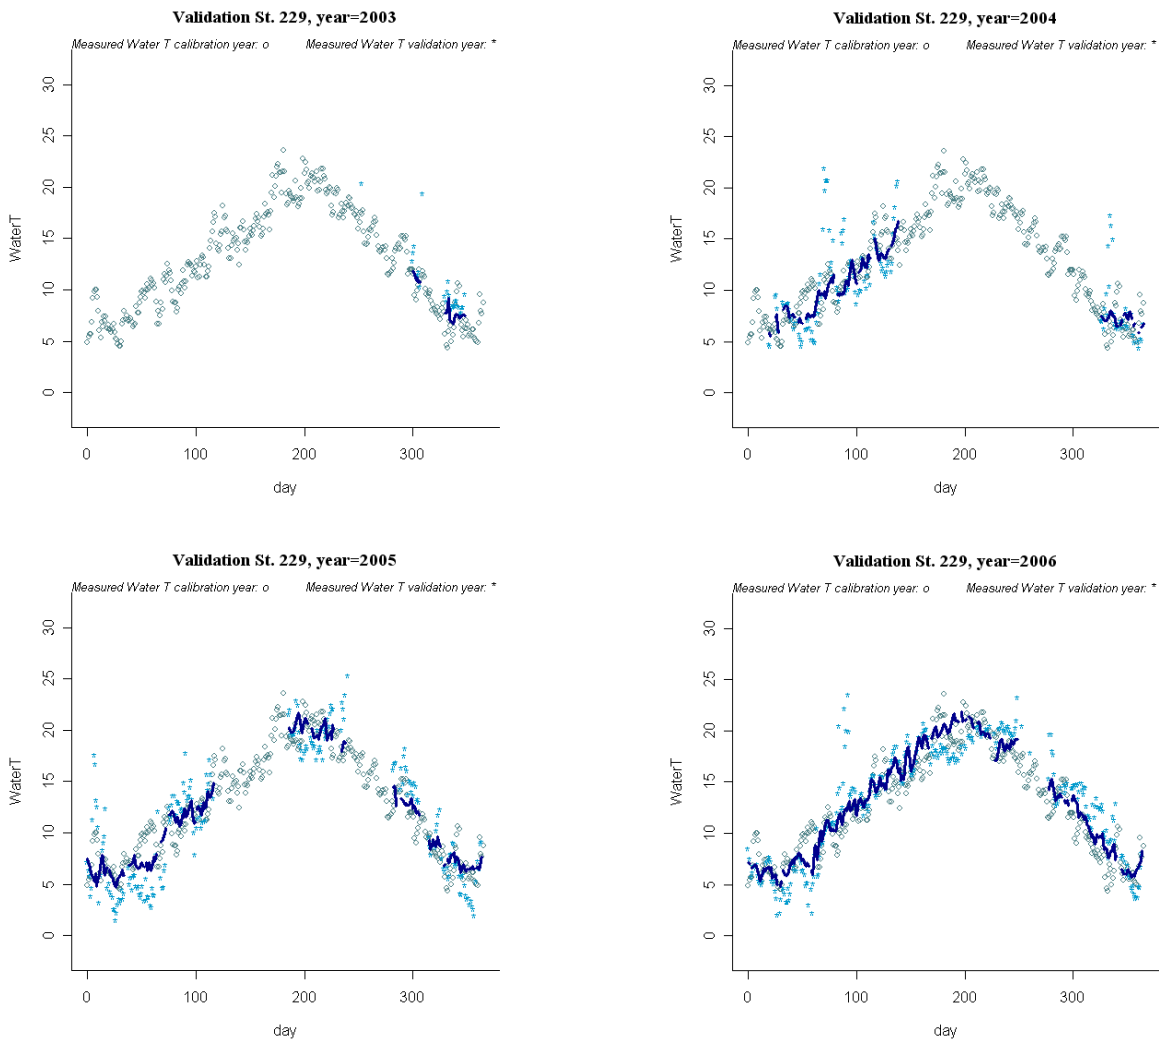 Validation St. 229, year=2003
Measured Water T calibration year: o Measured Water T validation year: *
WaterT
0 5 10 15 20 25 30
0 100 200 300
day
Validation St. 229, year=2004
Measured Water T calibration year: o Measured Water T validation year: *
WaterT
0 5 10 15 20 25 30
0 100 200 300
day
Validation St. 229, year=2005
Measured Water T calibration year: o Measured Water T validation year: *
WaterT
0 5 10 15 20 25 30
0 100 200 300
day
Validation St. 229, year=2006
Measured Water T calibration year: o Measured Water T validation year: *
WaterT
0 5 10 15 20 25 30
0 100 200 300
day